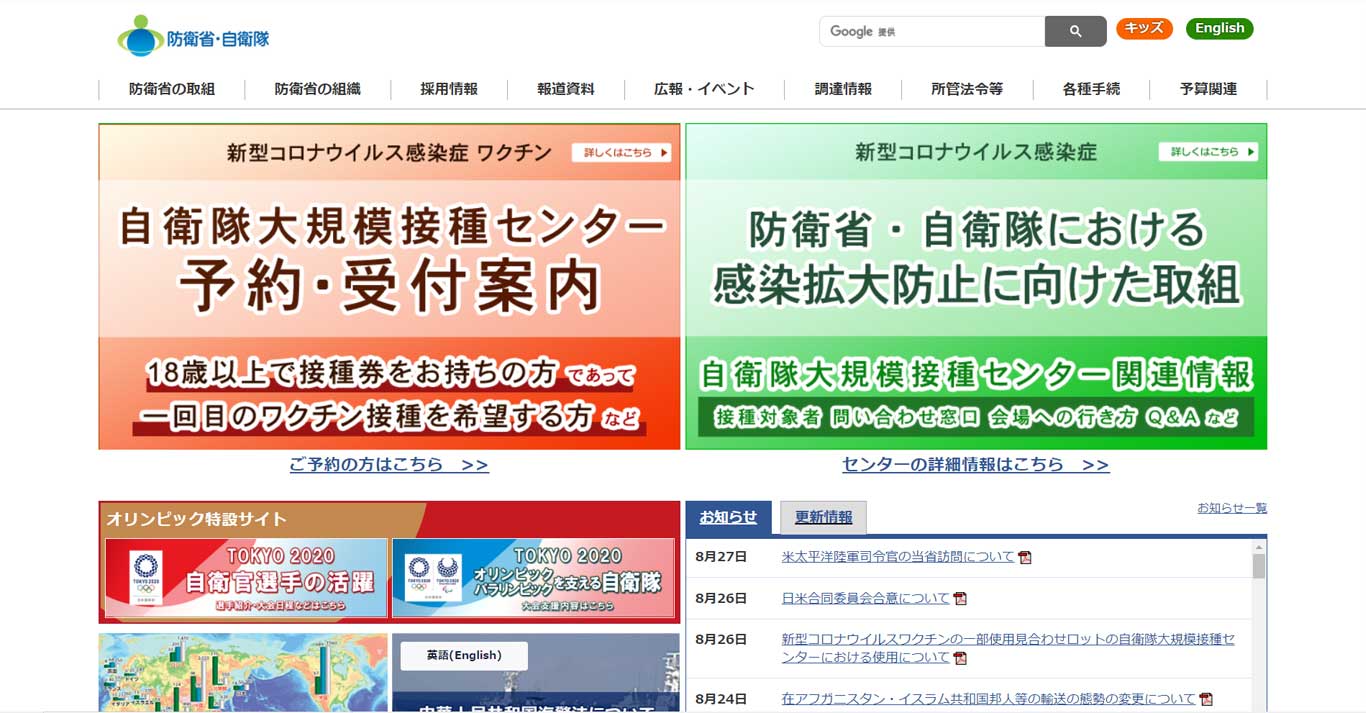 防衛省・自衛隊
Google 提供
キッズ
English
防衛省の取組
防衛省の組織
採用情報
報道資料
広報・イベント
調達情報
所管法令等
各種手続
予算関連
新型コロナウイルス感染症 ワクチン
詳しくはこちら
自衛隊大規模接種センター
予約・受付案内
18歳以上で接種券をお持ちの方 であって
一回目のワクチン接種を希望する方 など
ご予約の方はこちら >>
新型コロナウイルス感染症
詳しくはこちら
防衛省・自衛隊における
感染拡大防止に向けた取組
自衛隊大規模接種センター関連情報
接種対象者 問い合わせ窓口 会場への行き方 Q&A など
センターの詳細情報はこちら >>
オリンピック特設サイト
TOKYO 2020
TOKYO 2020
自衛官選手の活躍
選手紹介～大会日程などはこちら
TOKYO 2020
TOKYO 2020
TOKYO 2020
オリンピック
パラリンピック
を支える自衛隊
大会支援内容はこちら
英語(English)
中華人民共和国海警法について
お知らせ
更新情報
お知らせ一覧
8月27日 米太平洋陸軍司令官の当省訪問について
8月26日 日米合同委員会合意について
8月26日 新型コロナウイルスワクチンの一部使用見合わせロットの自衛隊大規模接種セ
ンターにおける使用について
8月24日 在アフガニスタン・イスラム共和国邦人等の輸送の態勢の変更について